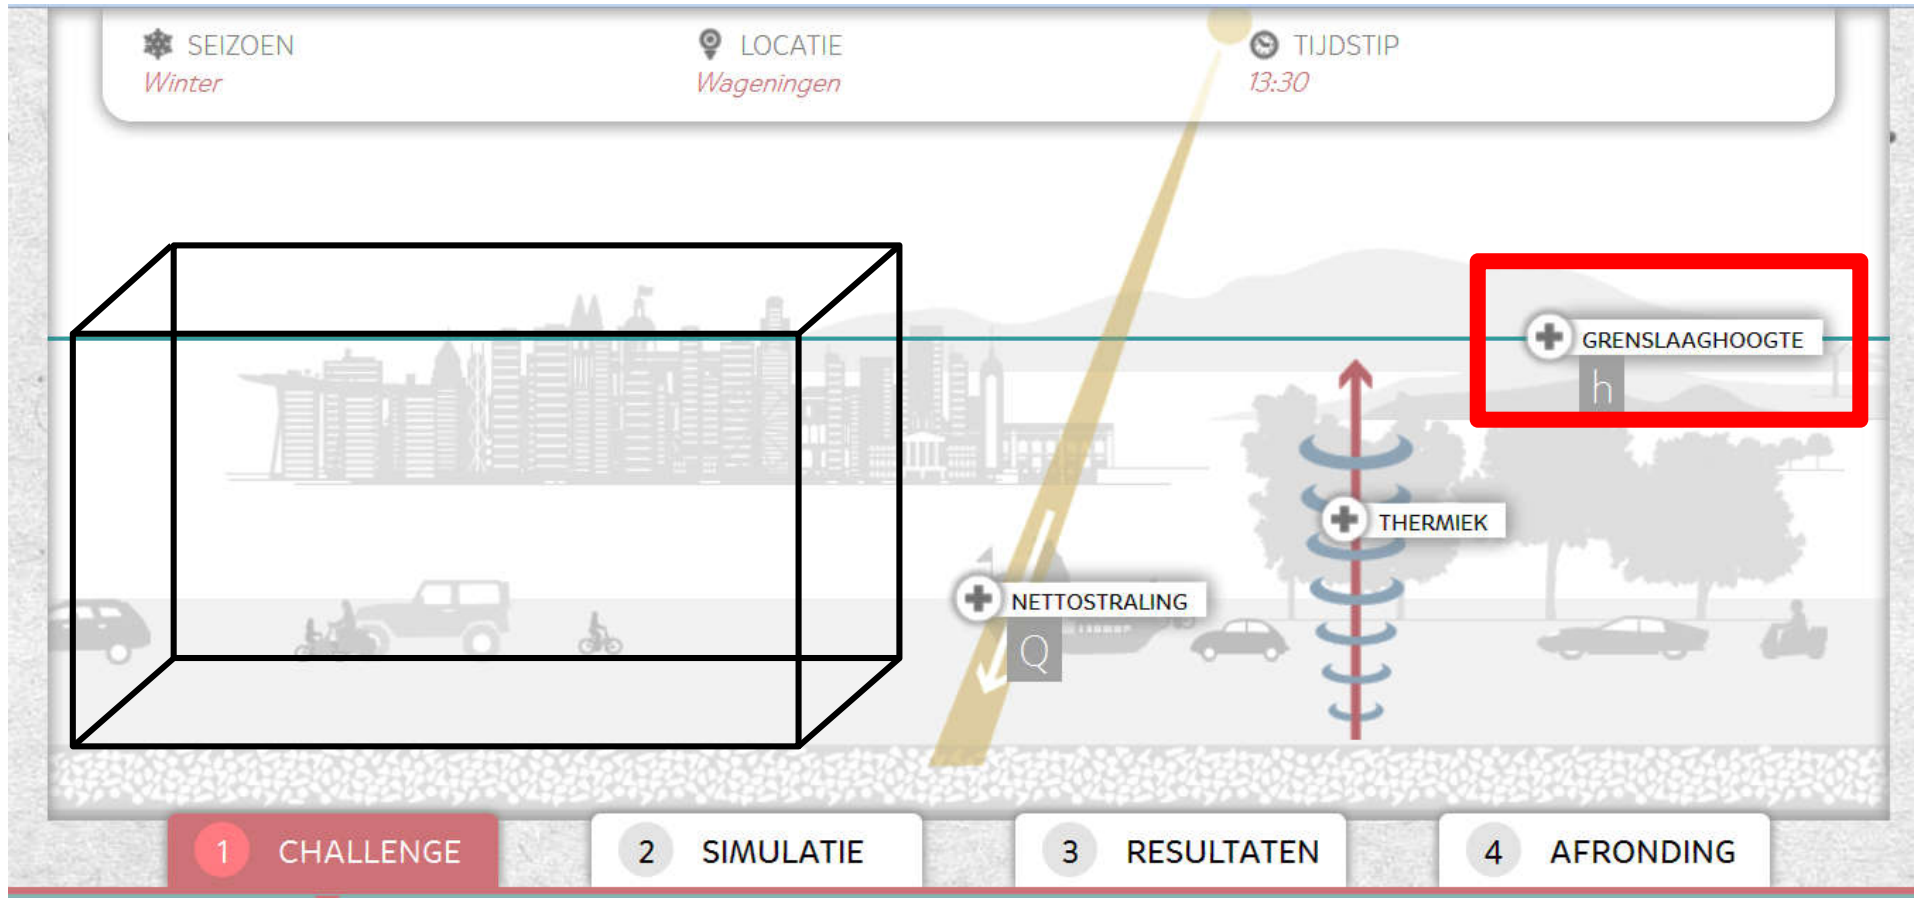 SEIZOEN
Winter
LOCATIE
Wageningen
TIJDSTIP
13:30
GRENSLAAGHOOGTE
h
THERMIEK
NETTOSTRALING
Q
1 CHALLENGE
2 SIMULATIE
3 RESULTATEN
4 AFRONDING